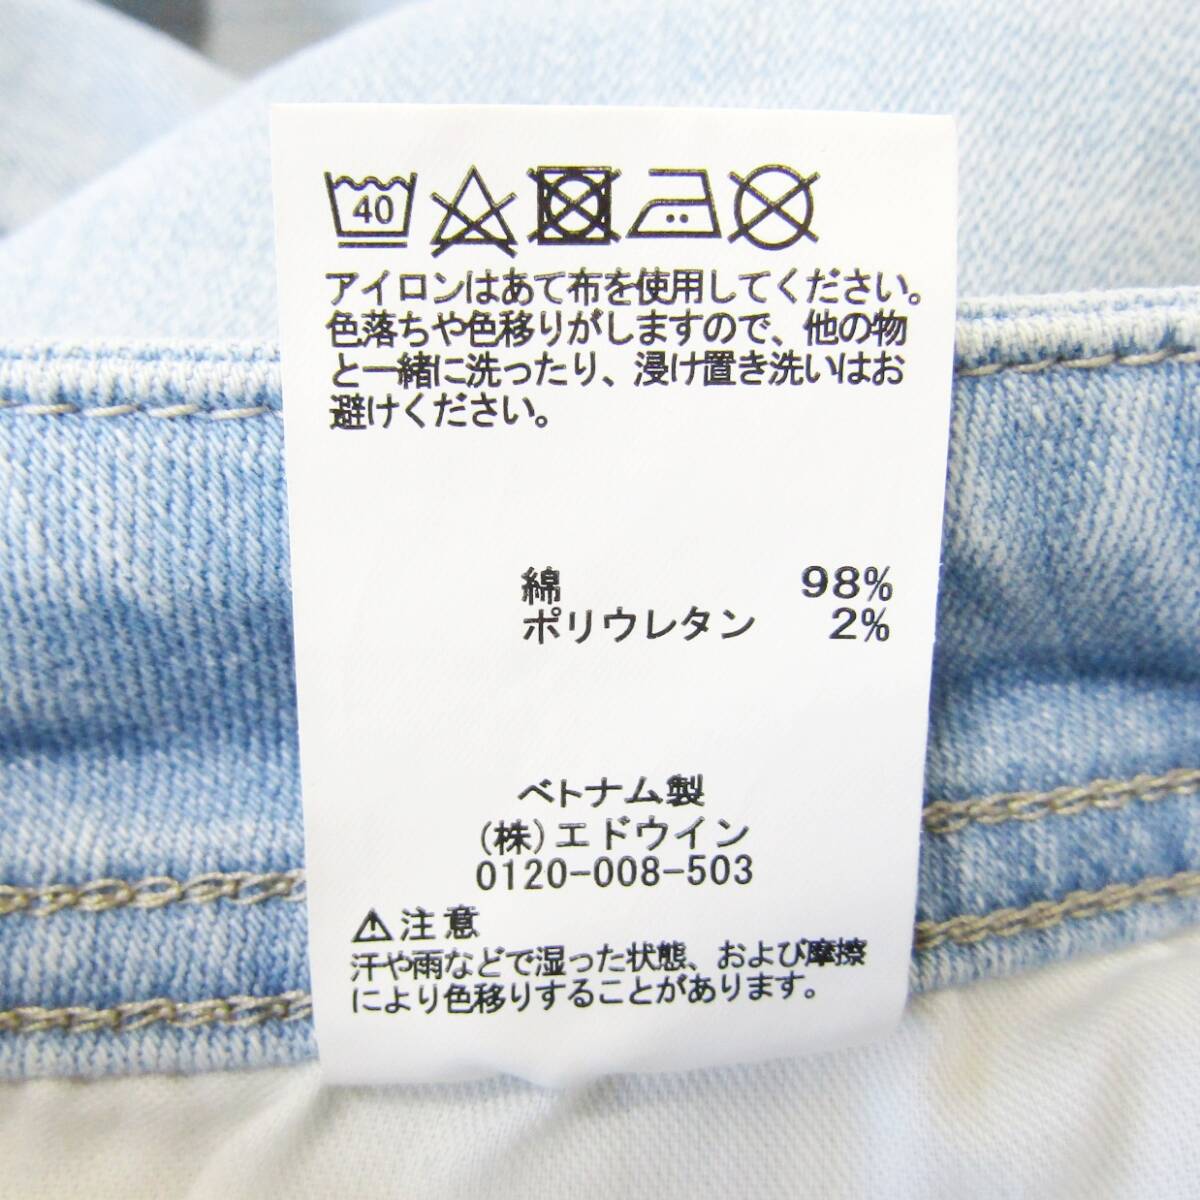 40
アイロンはあて布を使用してください。
色落ちや色移りがしますので、他の物
と一緒に洗ったり、浸け置き洗いはお
避けください。
綿 98%
ポリウレタン 2%
ベトナム製
(株)エドウイン
0120-008-503
⚠注意
汗や雨などで湿った状態、および摩擦
により色移りすることがあります。